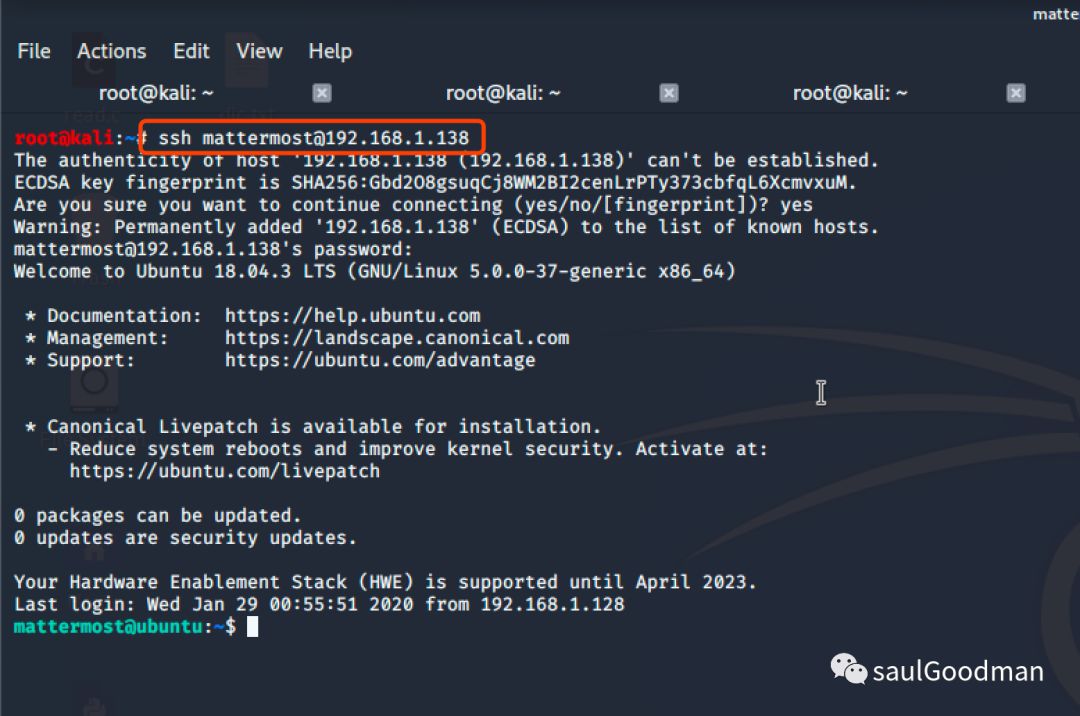 matte
File Actions Edit View Help
root@kali: ~ root@kali: ~ root@kali: ~
root@kali:~# ssh mattermost@192.168.1.138
The authenticity of host '192.168.1.138 (192.168.1.138)' can't be established.
ECDSA key fingerprint is SHA256:Gbd2O8gsuqCj8WM2BI2cenLrPTy373cbfqL6XcmvxuM.
Are you sure you want to continue connecting (yes/no/[fingerprint])? yes
Warning: Permanently added '192.168.1.138' (ECDSA) to the list of known hosts.
mattermost@192.168.1.138's password:
Welcome to Ubuntu 18.04.3 LTS (GNU/Linux 5.0.0-37-generic x86_64)
* Documentation: https://help.ubuntu.com
* Management: https://landscape.canonical.com
* Support: https://ubuntu.com/advantage
* Canonical Livepatch is available for installation.
- Reduce system reboots and improve kernel security. Activate at:
https://ubuntu.com/livepatch
0 packages can be updated.
0 updates are security updates.
Your Hardware Enablement Stack (HWE) is supported until April 2023.
Last login: Wed Jan 29 00:55:51 2020 from 192.168.1.128
mattermost@ubuntu:~$
saulGoodman